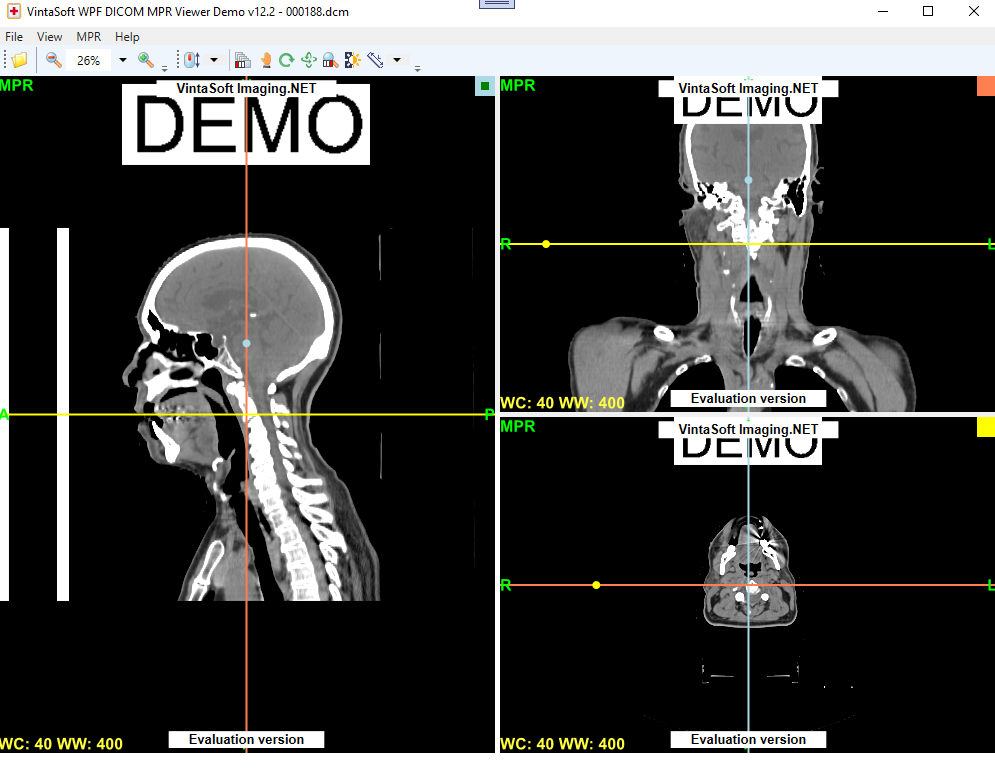 VintaSoft WPF DICOM MPR Viewer Demo v12.2 - 000188.dcm
File View MPR Help
26%
MPR
VintaSoft Imaging.NET
DEMO
A
P
WC: 40 WW: 400
Evaluation version
MPR
VintaSoft Imaging.NET
DEMO
R
L
WC: 40 WW: 400
Evaluation version
MPR
VintaSoft Imaging.NET
DEMO
R
L
WC: 40 WW: 400
Evaluation version